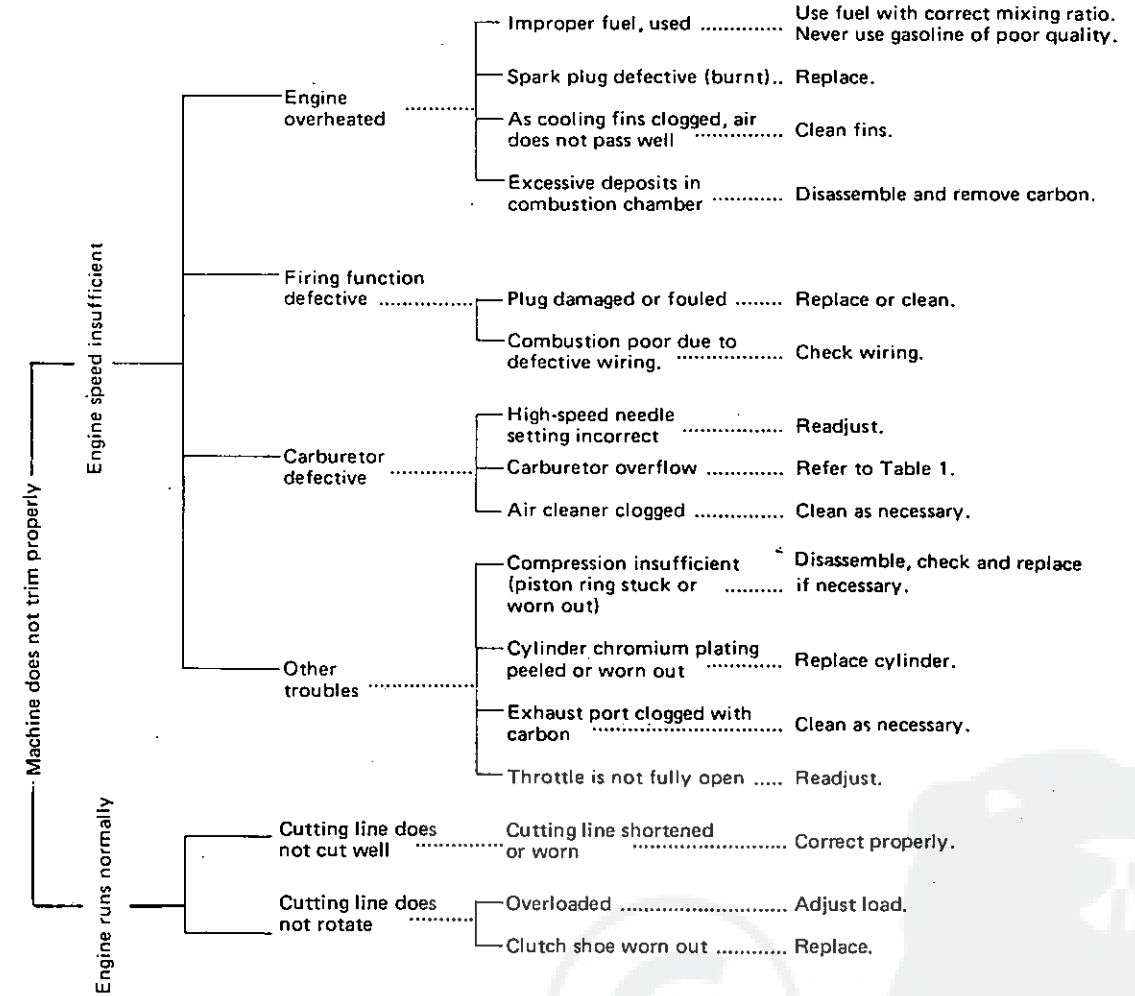 Machine does not trim properly
Engine speed insufficient
Engine
overheated
Improper fuel, used ............. Use fuel with correct mixing ratio.
Never use gasoline of poor quality.
Spark plug defective (burnt).. Replace.
As cooling fins clogged, air
does not pass well ............. Clean fins.
Excessive deposits in
combustion chamber ............ Disassemble and remove carbon.
Firing function
defective
Plug damaged or fouled ........ Replace or clean.
Combustion poor due to
defective wiring. ............... Check wiring.
Carburetor
defective
High-speed needle
setting incorrect ................ Readjust.
Carburetor overflow ............ Refer to Table 1.
Air cleaner clogged .............. Clean as necessary.
Other
troubles
Compression insufficient
(piston ring stuck or
worn out) .......... Disassemble, check and replace
if necessary.
Cylinder chromium plating
peeled or worn out ............ Replace cylinder.
Exhaust port clogged with
carbon ............................. Clean as necessary.
Throttle is not fully open ..... Readjust.
Engine runs normally
Cutting line does
not cut well
Cutting line shortened
or worn ........................ Correct properly.
Cutting line does
not rotate
Overloaded ........................ Adjust load.
Clutch shoe worn out ............ Replace.